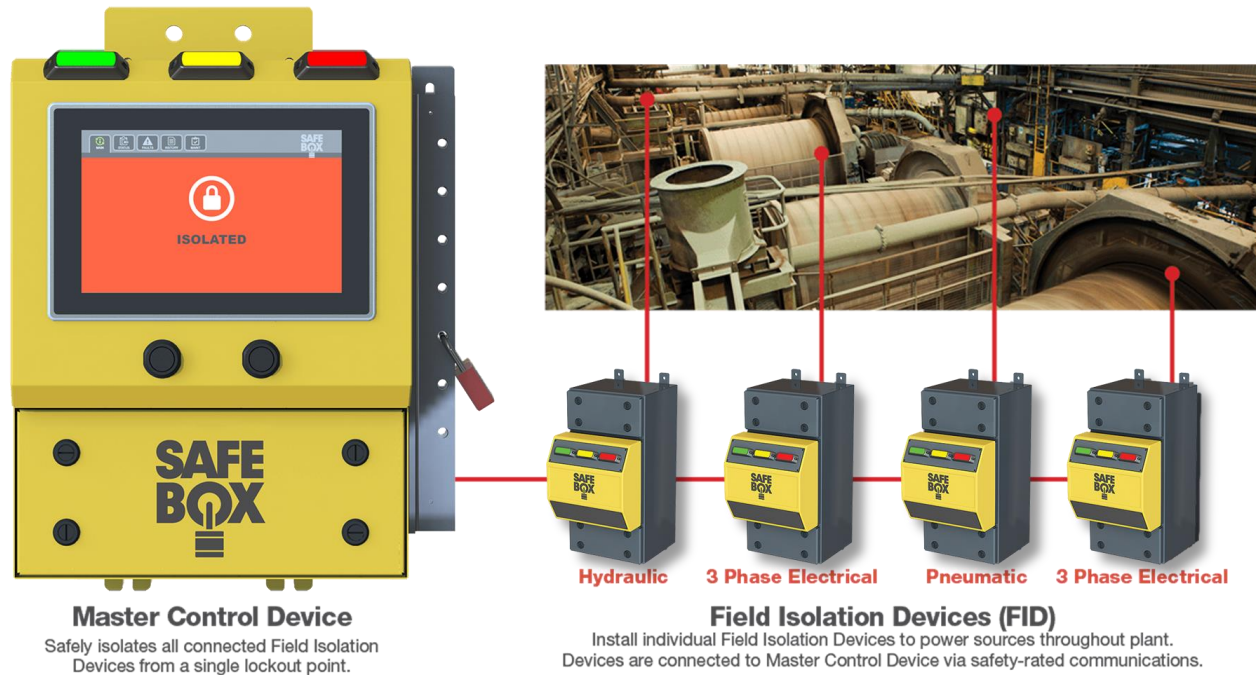 SAFE
BOX
ISOLATED
SAFE
BOX
SAFE
BOX
SAFE
BOX
SAFE
BOX
SAFE
BOX
Hydraulic
3 Phase Electrical
Pneumatic
3 Phase Electrical
Master Control Device
Safely isolates all connected Field Isolation
Devices from a single lockout point.
Field Isolation Devices (FID)
Install individual Field Isolation Devices to power sources throughout plant.
Devices are connected to Master Control Device via safety-rated communications.